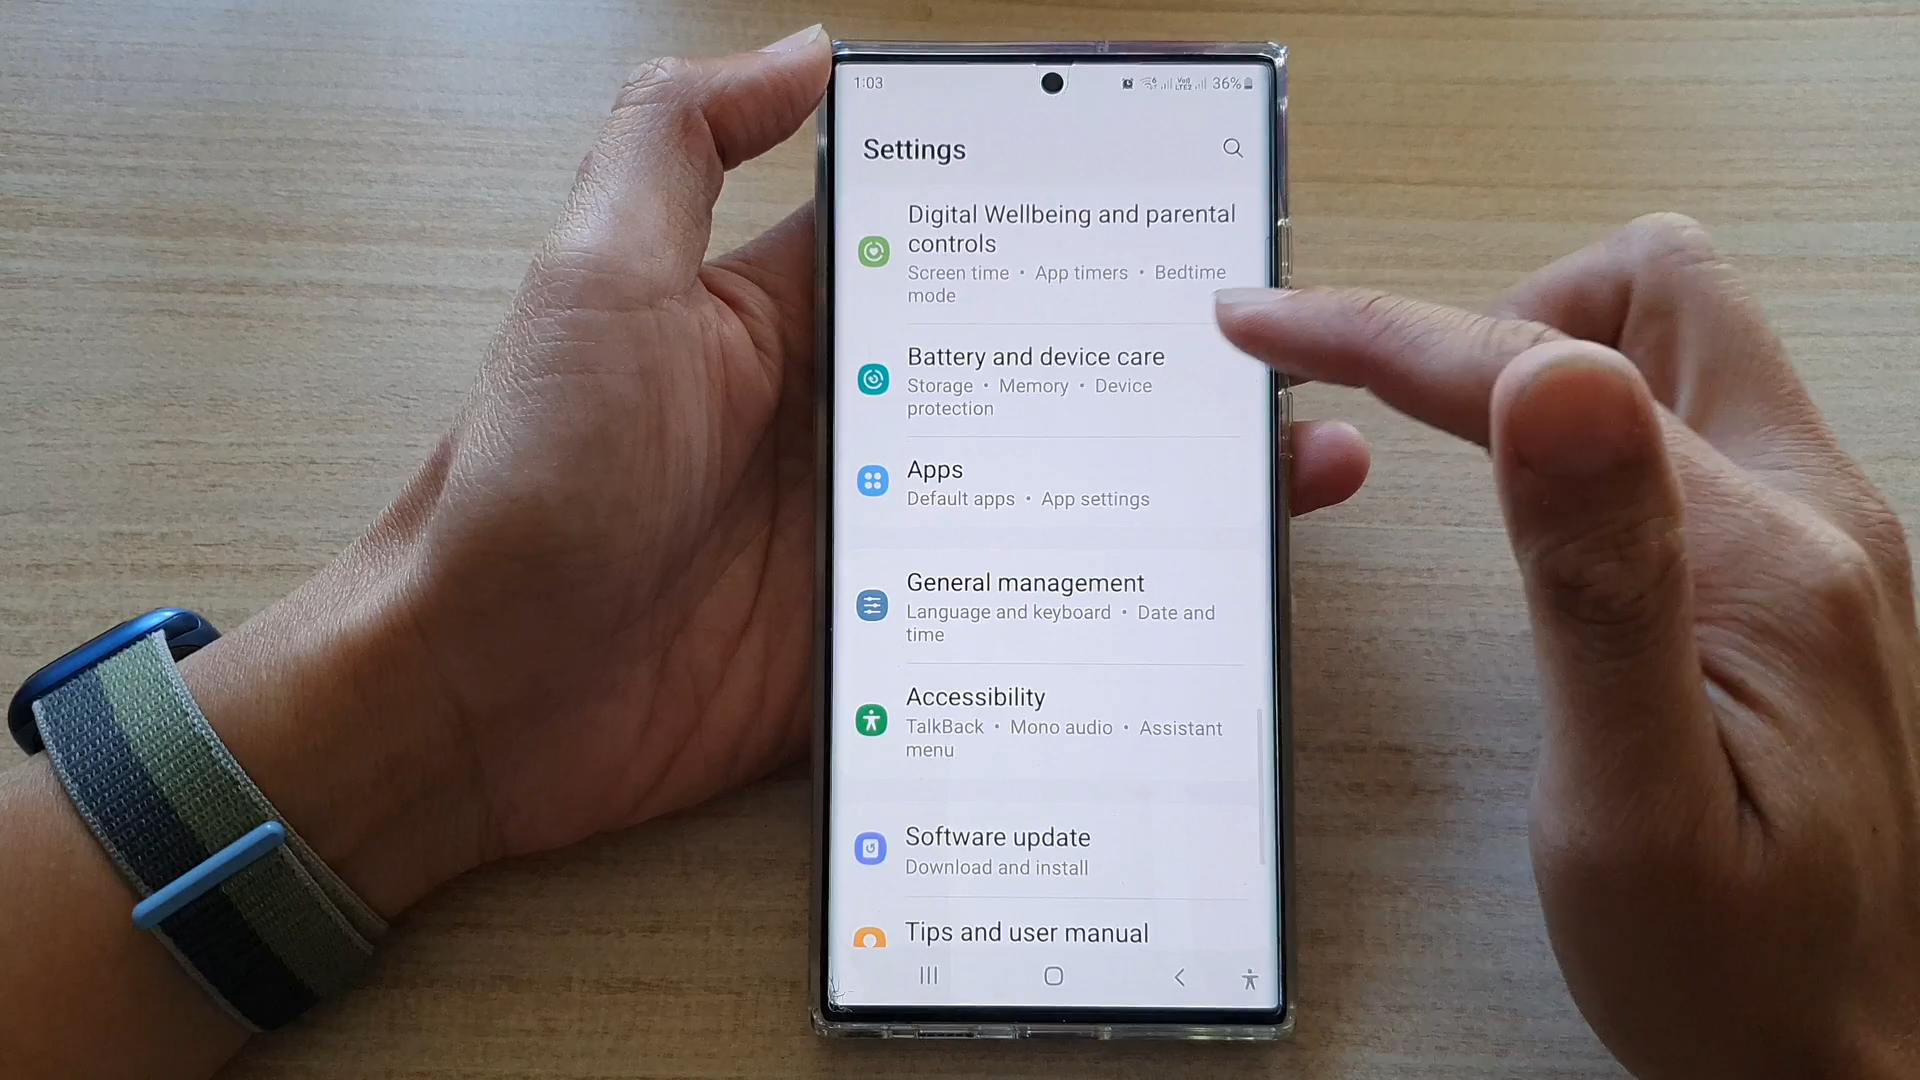 1:03
36%
Settings
Digital Wellbeing and parental
controls
Screen time • App timers • Bedtime
mode
Battery and device care
Storage • Memory • Device
protection
Apps
Default apps • App settings
General management
Language and keyboard • Date and
time
Accessibility
TalkBack • Mono audio • Assistant
menu
Software update
Download and install
Tips and user manual